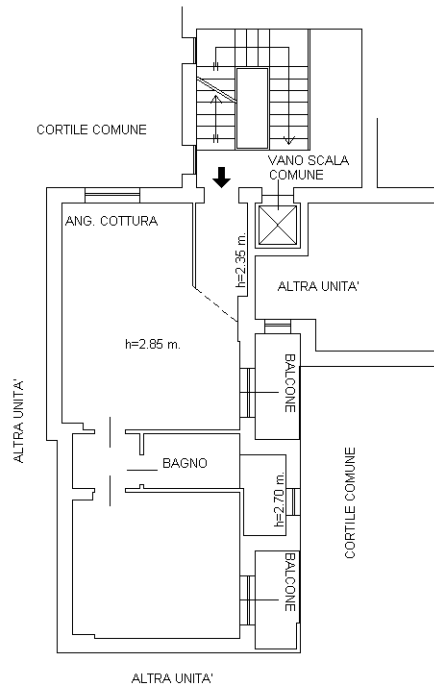 CORTILE COMUNE
VANO SCALA
COMUNE
ANG. COTTURA
h=2.35 m.
ALTRA UNITA'
h=2.85 m.
BALCONE
ALTRA UNITA'
BAGNO
h=2.70 m.
CORTILE COMUNE
BALCONE
ALTRA UNITA'